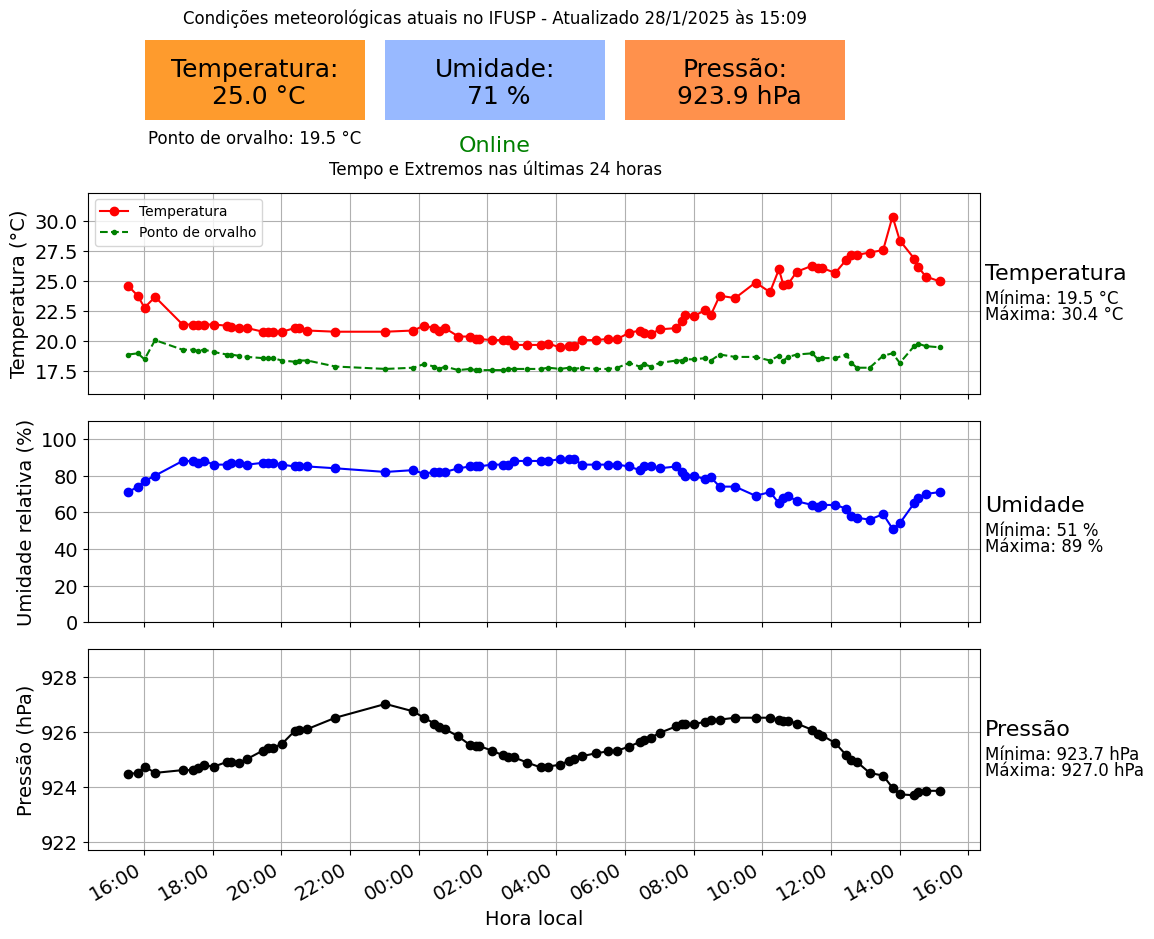 Condições meteorológicas atuais no IFUSP - Atualizado 28/1/2025 às 15:09
Temperatura:
25.0 °C
Umidade:
71 %
Pressão:
923.9 hPa
Ponto de orvalho: 19.5 °C
Online
Tempo e Extremos nas últimas 24 horas
Temperatura (°C)
30.0
27.5
25.0
22.5
20.0
17.5
Temperatura
Ponto de orvalho
Temperatura
Mínima: 19.5 °C
Máxima: 30.4 °C
Umidade relativa (%)
100
80
60
40
20
0
Umidade
Mínima: 51 %
Máxima: 89 %
Pressão (hPa)
928
926
924
922
Pressão
Mínima: 923.7 hPa
Máxima: 927.0 hPa
16:00 18:00 20:00 22:00 00:00 02:00 04:00 06:00 08:00 10:00 12:00 14:00 16:00
Hora local